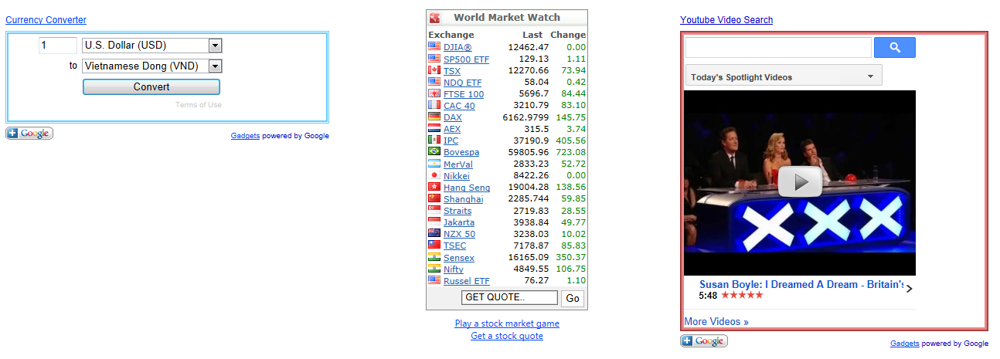 Currency Converter
1 U.S. Dollar (USD)
to Vietnamese Dong (VND)
Convert
Terms of Use
Google
Gadgets powered by Google
World Market Watch
Exchange Last Change
DJIA® 12462.47 0.00
SP500 ETF 129.13 1.11
TSX 12270.66 73.94
NDQ ETF 58.04 0.42
FTSE 100 5696.7 84.44
CAC 40 3210.79 83.10
DAX 6162.9799 145.75
AEX 315.5 3.74
IPC 37190.9 405.56
Bovespa 59805.96 723.08
MerVal 2833.23 52.72
Nikkei 8422.26 0.00
Hang Seng 19004.28 138.56
Shanghai 2285.744 59.85
Straits 2719.83 28.55
Jakarta 3938.84 49.77
NZX 50 3238.03 10.02
TSEC 7178.87 85.83
Sensex 16165.09 350.37
Nifty 4849.55 106.75
Russel ETF 76.27 1.10
GET QUOTE.. Go
Play a stock market game
Get a stock quote
Youtube Video Search
Today's Spotlight Videos
XXX
Susan Boyle: I Dreamed A Dream - Britain's
5:48 ★★★★★
More Videos »
Google
Gadgets powered by Google